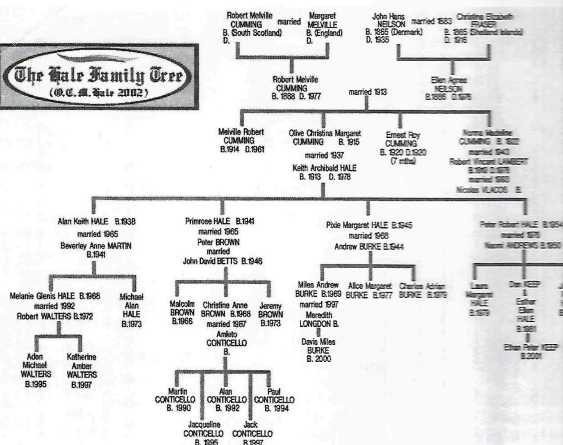 Robert Melville
CUMMING
B. (South Scotland)
D.
married
Margaret
MELVILLE
B. (England)
D.
John Hans
NEILSON
B. 1865 (Denmark)
D. 1935
married 1883
Christina Elizabeth
FRASER
B. 1865 (Shetland Islands)
D. 1916
The Hale Family Tree
(O.C.M. Hale 2002)
Robert Melville
CUMMING
B. 1888 D. 1977
married 1913
Ellen Agnes
NEILSON
B.1886 D.1976
Melville Robert
CUMMING
B.1914 D.1961
Olive Christina Margaret
CUMMING B. 1915
married 1937
Keith Archibald HALE
B. 1913 D. 1978
Ernest Roy
CUMMING
B. 1920 D.1920
(7 mths)
Norma Madeline
CUMMING B. 1922
married 1943
Robert Vincent LAMBERT
B.1919 D.1978
married 1980
Nicolas VLACOS B.
Alan Keith HALE B.1938
married 1965
Beverley Anne MARTIN
B.1941
Primrose HALE B.1941
married 1965
Peter BROWN
married
John David BETTS B.1946
Pixie Margaret HALE B.1945
married 1968
Andrew BURKE B.1944
Peter Robert HALE B.1954
married 1976
Naomi ANDREWS B.1950
Melanie Glenis HALE B.1968
married 1992
Robert WALTERS B.1972
Michael
Alan
HALE
B.1973
Malcolm
BROWN
B.1966
Christine Anne
BROWN B.1968
married 1987
Amleto
CONTICELLO
B.
Jeremy
BROWN
B.1973
Miles Andrew
BURKE B.1969
married 1997
Meredith
LONGDON B.
Davis Miles
BURKE
B. 2000
Alice Margaret
BURKE B.1977
Charles Adrian
BURKE B.1979
Laura
Margaret
HALE
B.1979
Dan KEEP
&
Esther
Ellen
HALE
B.1981
Ethan Peter KEEP
B.2001
Aden
Michael
WALTERS
B.1995
Katherine
Amber
WALTERS
B.1997
Martin
CONTICELLO
B. 1990
Alan
CONTICELLO
B. 1992
Paul
CONTICELLO
B. 1994
Jacqueline
CONTICELLO
B. 1995
Jack
CONTICELLO
B.1997